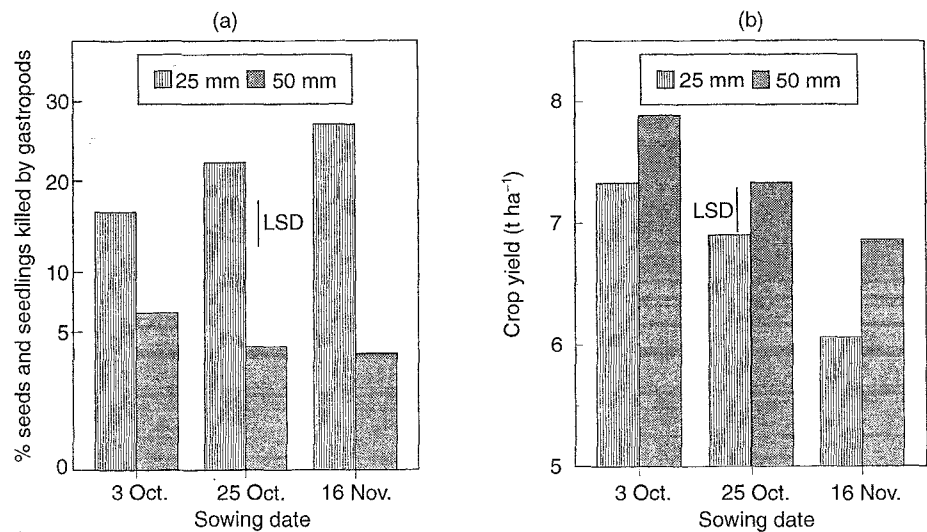 (a)
% seeds and seedlings killed by gastropods
25 mm 50 mm
30
20
10
5
0
LSD
3 Oct. 25 Oct. 16 Nov.
Sowing date
(b)
Crop yield (t ha⁻¹)
25 mm 50 mm
8
7
6
5
LSD
3 Oct. 25 Oct. 16 Nov.
Sowing date